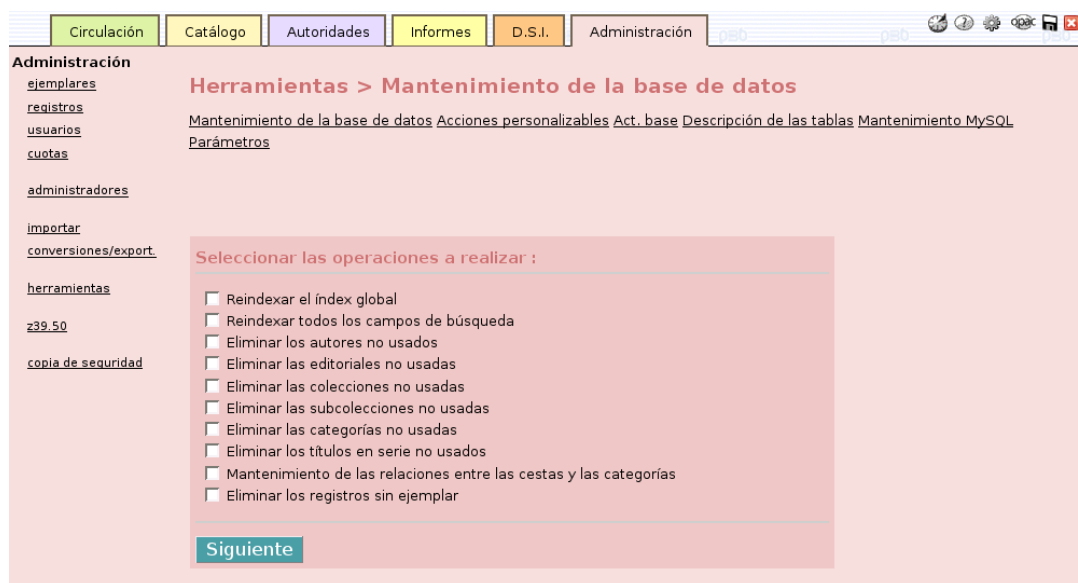 Circulación Catálogo Autoridades Informes D.S.I. Administración opac
Administración
ejemplares
registros
usuarios
cuotas
administradores
importar
conversiones/export.
herramientas
z39.50
copia de seguridad
Herramientas > Mantenimiento de la base de datos
Mantenimiento de la base de datos Acciones personalizables Act. base Descripción de las tablas Mantenimiento MySQL
Parámetros
Seleccionar las operaciones a realizar :
Reindexar el índex global
Reindexar todos los campos de búsqueda
Eliminar los autores no usados
Eliminar las editoriales no usadas
Eliminar las colecciones no usadas
Eliminar las subcolecciones no usadas
Eliminar las categorías no usadas
Eliminar los títulos en serie no usados
Mantenimiento de las relaciones entre las cestas y las categorías
Eliminar los registros sin ejemplar
Siguiente